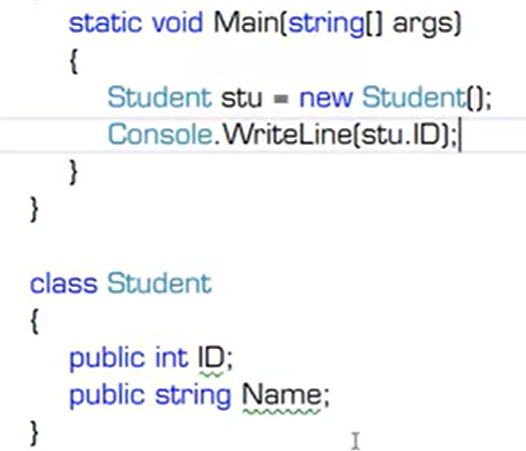 static void Main(string[] args)
{
Student stu = new Student();
Console.WriteLine(stu.ID);
}
}
class Student
{
public int ID;
public string Name;
}